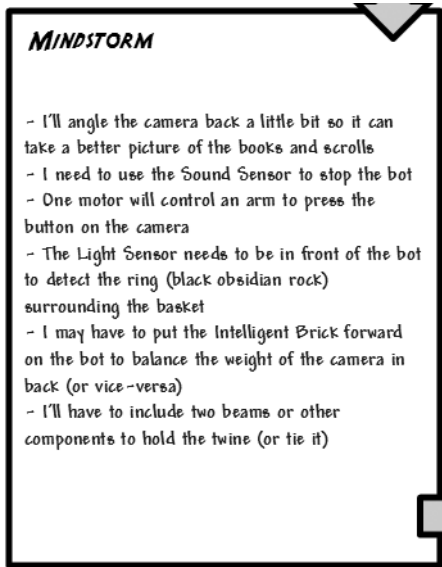 MINDSTORM
- I'll angle the camera back a little bit so it can
take a better picture of the books and scrolls
- I need to use the Sound Sensor to stop the bot
- One motor will control an arm to press the
button on the camera
- The Light Sensor needs to be in front of the bot
to detect the ring (black obsidian rock)
surrounding the basket
- I may have to put the Intelligent Brick forward
on the bot to balance the weight of the camera in
back (or vice-versa)
- I'll have to include two beams or other
components to hold the twine (or tie it)